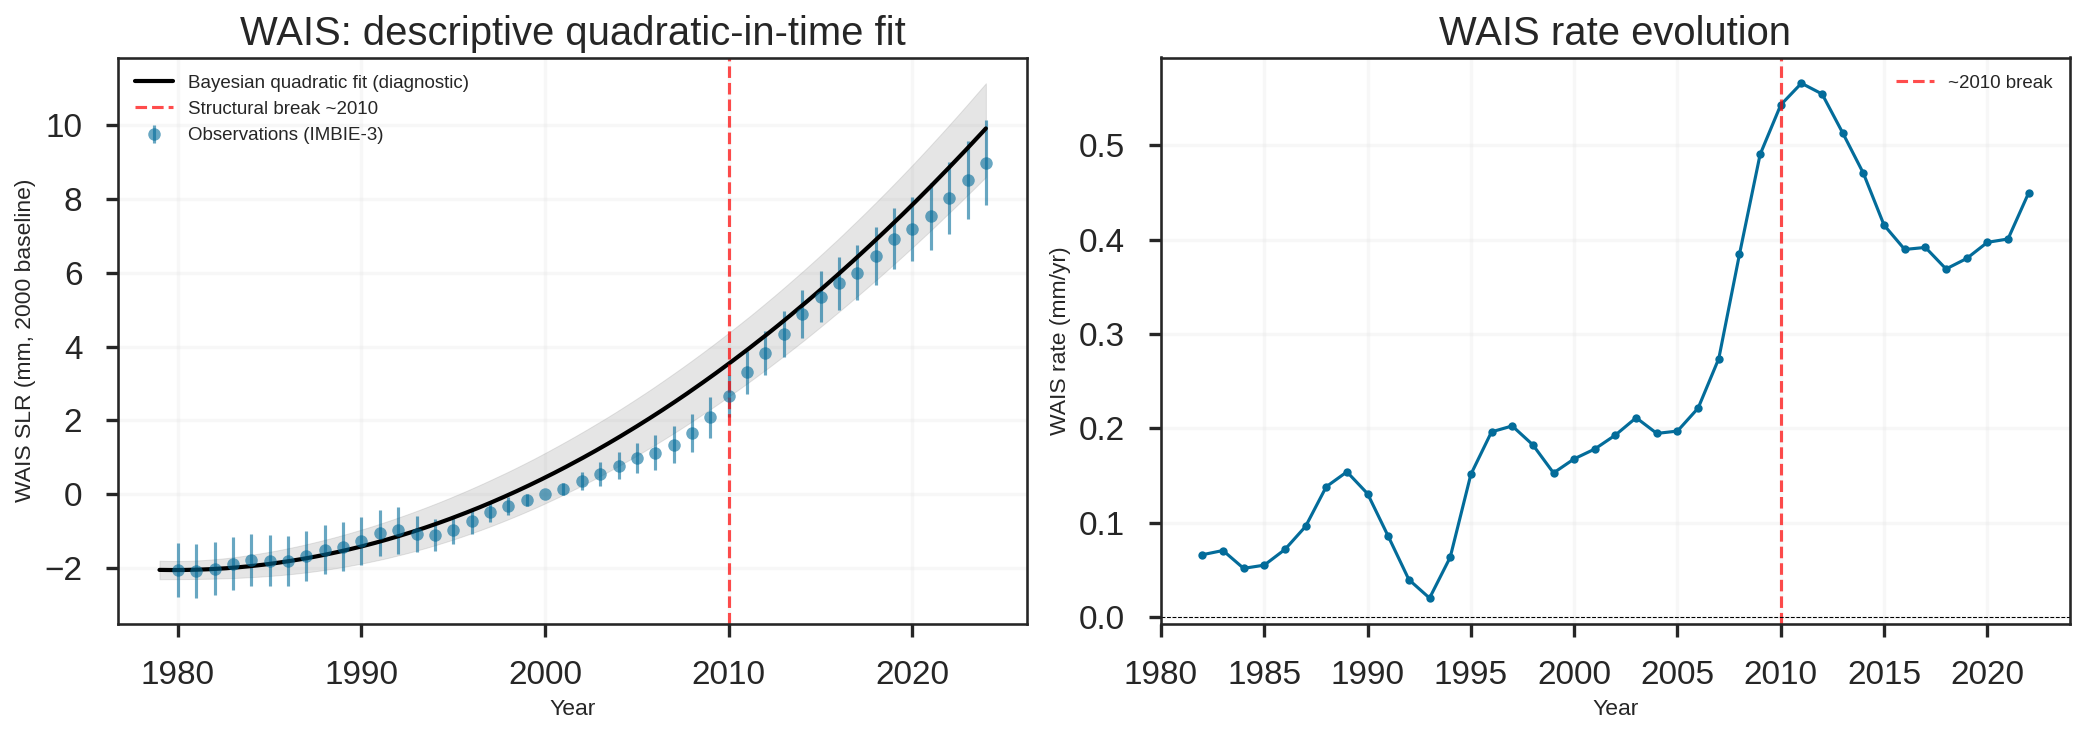 WAIS: descriptive quadratic-in-time fit
Bayesian quadratic fit (diagnostic)
Structural break ~2010
Observations (IMBIE-3)
WAIS SLR (mm, 2000 baseline)
10
8
6
4
2
0
−2
1980 1990 2000 2010 2020
Year
WAIS rate evolution
~2010 break
WAIS rate (mm/yr)
0.5
0.4
0.3
0.2
0.1
0.0
1980 1985 1990 1995 2000 2005 2010 2015 2020
Year